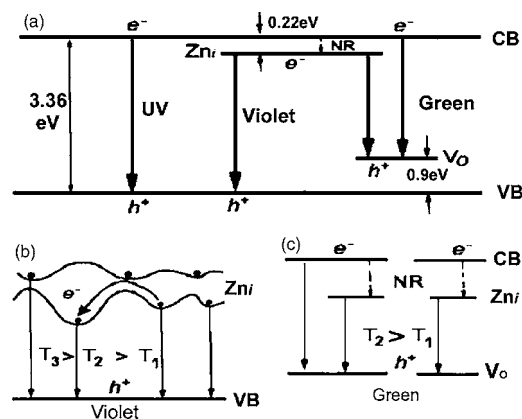 (a)
e⁻
0.22eV
e⁻
CB
Znᵢ
NR
e⁻
3.36
eV
UV
Violet
Green
Vₒ
h⁺
0.9eV
h⁺
h⁺
VB
(b)
e⁻
Znᵢ
T₃ > T₂ > T₁
h⁺
VB
Violet
(c)
e⁻
e⁻
CB
NR
Znᵢ
T₂ > T₁
h⁺
Vₒ
Green